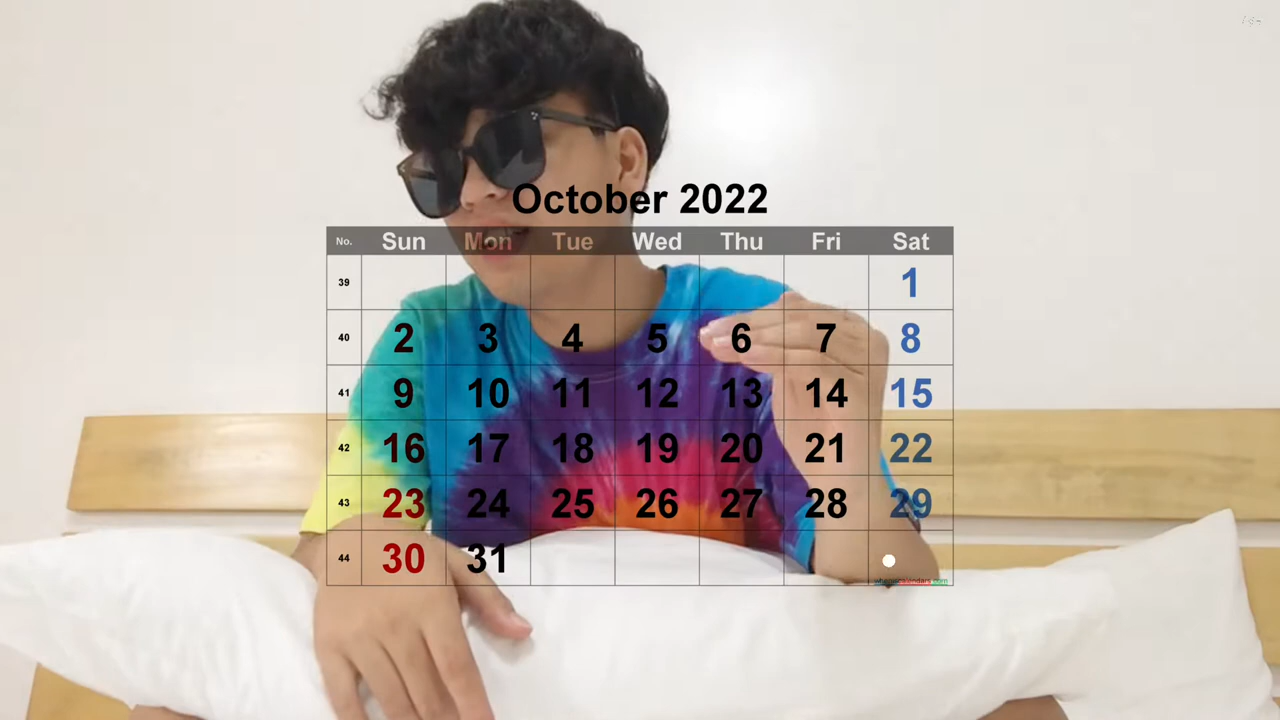 October 2022
No. Sun Mon Tue Wed Thu Fri Sat
39 1
40 2 3 4 5 6 7 8
41 9 10 11 12 13 14 15
42 16 17 18 19 20 21 22
43 23 24 25 26 27 28 29
44 30 31